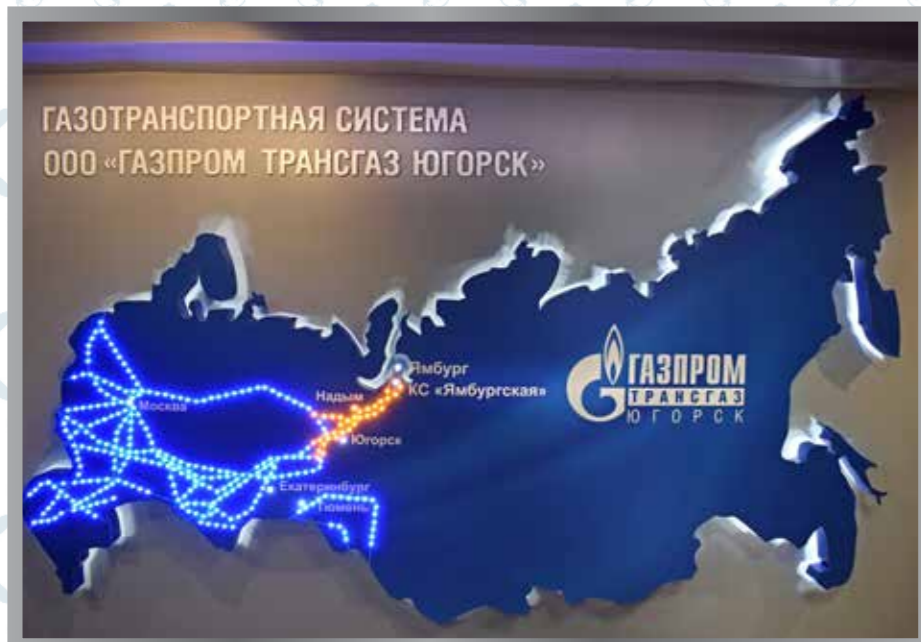 ГАЗОТРАНСПОРТНАЯ СИСТЕМА
ООО «ГАЗПРОМ ТРАНСГАЗ ЮГОРСК»
Ямбург
КС «Ямбургская»
Надым
Москва
Югорск
Екатеринбург
Тюмень
ГАЗПРОМ
ТРАНСГАЗ
ЮГОРСК